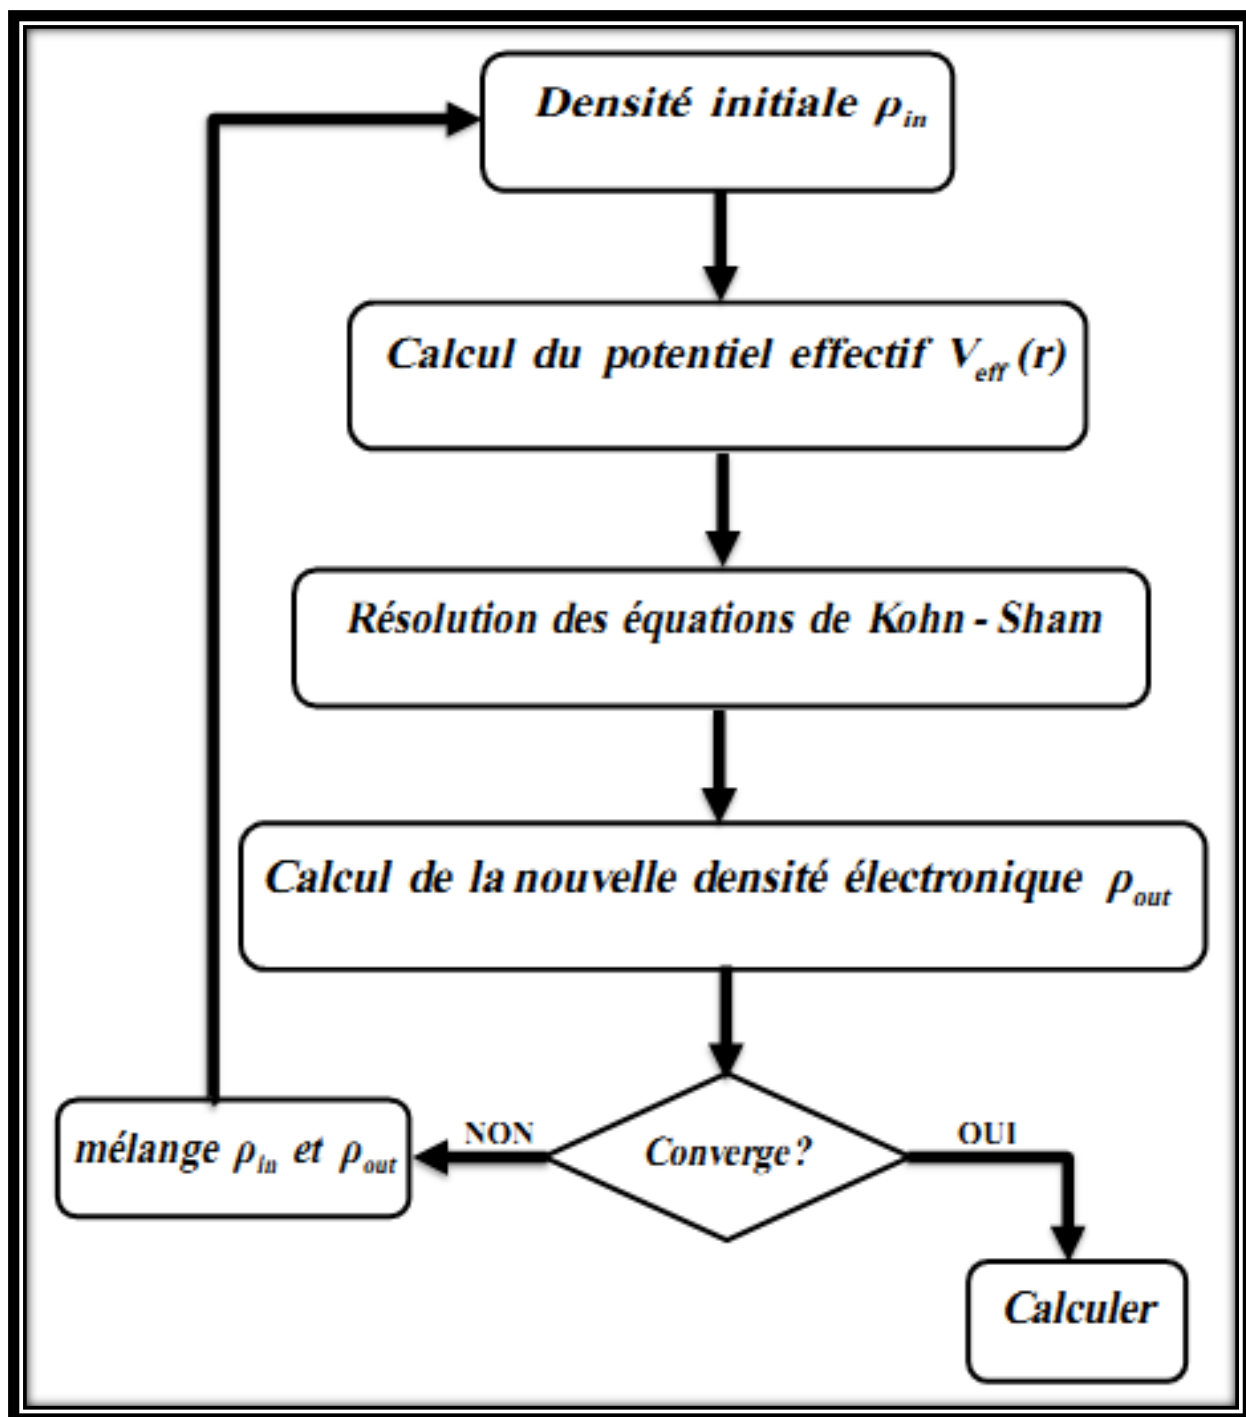 Densité initiale ρin
Calcul du potentiel effectif Veff (r)
Résolution des équations de Kohn - Sham
Calcul de la nouvelle densité électronique ρout
mélange ρin et ρout
NON
Converge?
OUI
Calculer